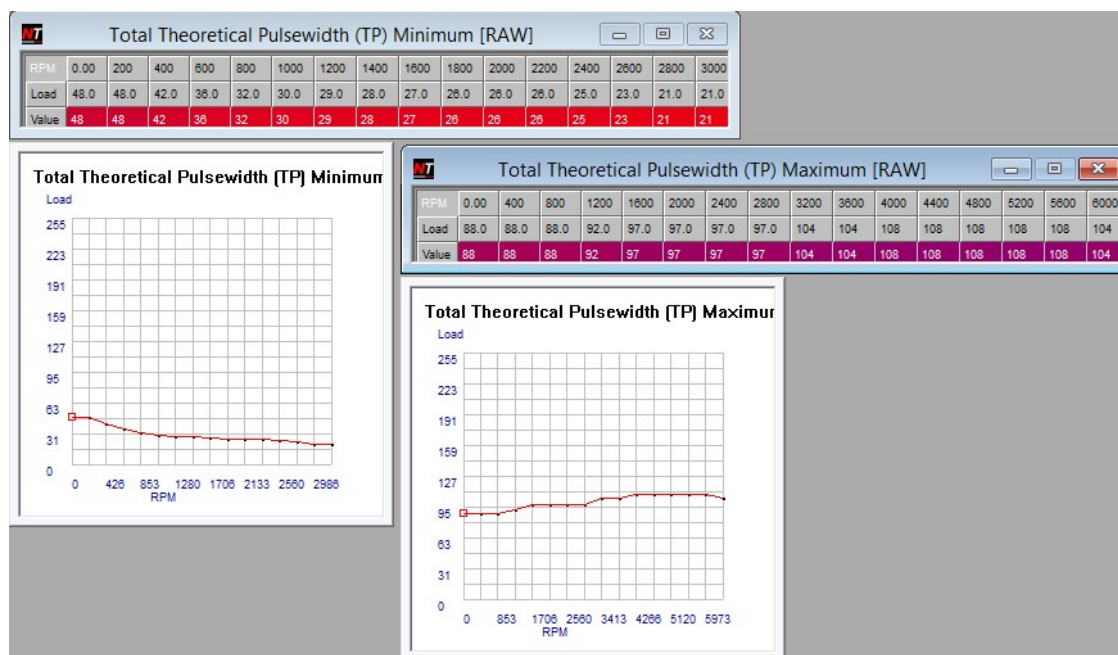 NT Total Theoretical Pulsewidth (TP) Minimum [RAW]
RPM 0.00 200 400 600 800 1000 1200 1400 1600 1800 2000 2200 2400 2600 2800 3000
Load 48.0 48.0 42.0 36.0 32.0 30.0 29.0 28.0 27.0 26.0 26.0 26.0 25.0 23.0 21.0 21.0
Value 48 48 42 36 32 30 29 28 27 26 26 26 25 23 21 21
Total Theoretical Pulsewidth (TP) Minimum
Load
255
223
191
159
127
95
63
31
0
0 426 853 1280 1706 2133 2560 2986
RPM
NT Total Theoretical Pulsewidth (TP) Maximum [RAW]
RPM 0.00 400 800 1200 1600 2000 2400 2800 3200 3600 4000 4400 4800 5200 5600 6000
Load 88.0 88.0 88.0 92.0 97.0 97.0 97.0 97.0 104 104 108 108 108 108 108 104
Value 88 88 88 92 97 97 97 97 104 104 108 108 108 108 108 104
Total Theoretical Pulsewidth (TP) Maximum
Load
255
223
191
159
127
95
63
31
0
0 853 1706 2560 3413 4266 5120 5973
RPM